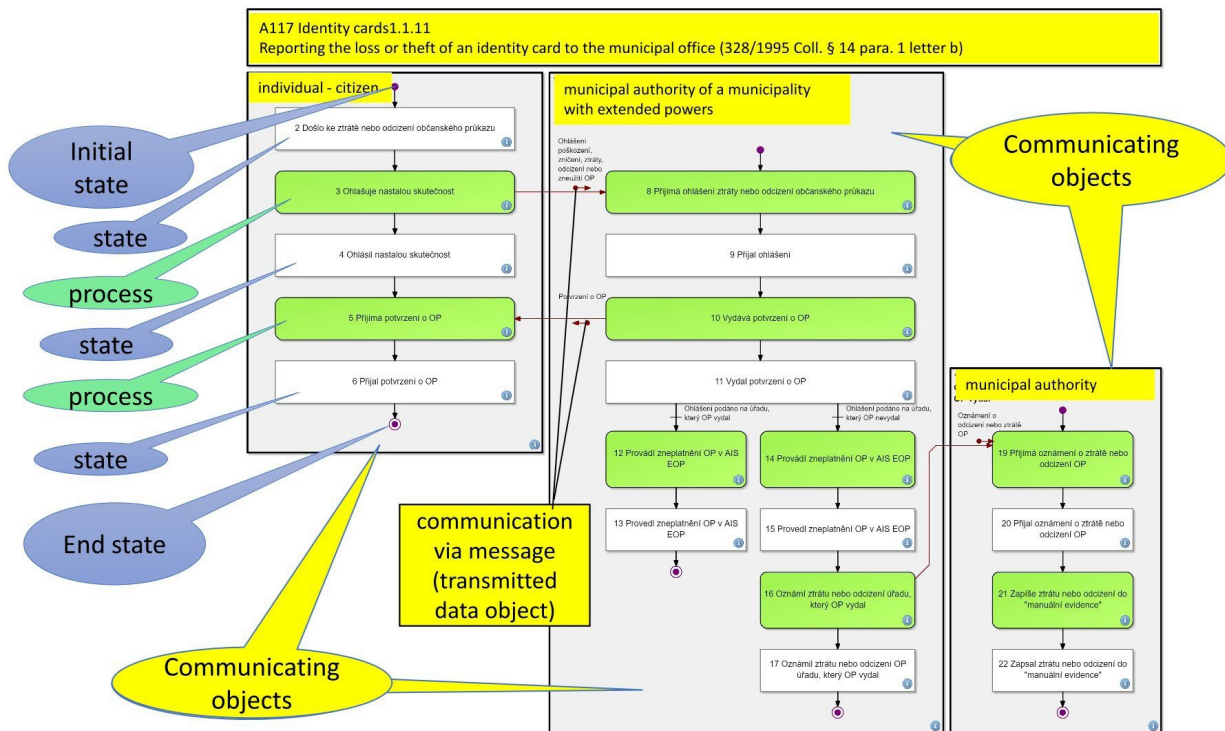 A117 Identity cards1.1.11
Reporting the loss or theft of an identity card to the municipal office (328/1995 Coll. § 14 para. 1 letter b)
individual - citizen
2 Došlo ke ztrátě nebo odcizení občanského průkazu
3 Ohlašuje nastalou skutečnost
4 Ohlásil nastalou skutečnost
5 Přijímá potvrzení o OP
6 Přijal potvrzení o OP
Initial
state
state
process
state
process
state
End state
municipal authority of a municipality
with extended powers
Ohlášení
poškození,
zničení, ztráty,
odcizení nebo
zneužití OP
8 Přijímá ohlášení ztráty nebo odcizení občanského průkazu
9 Přijal ohlášení
Potvrzení o OP
10 Vydává potvrzení o OP
11 Vydal potvrzení o OP
Ohlášení podáno na úřadu,
který OP vydal
Ohlášení podáno na úřadu,
který OP nevydal
12 Provádí zneplatnění OP v AIS
EOP
13 Provedl zneplatnění OP v AIS
EOP
14 Provádí zneplatnění OP v AIS EOP
15 Provedl zneplatnění OP v AIS EOP
16 Oznámí ztrátu nebo odcizení úřadu,
který OP vydal
17 Oznámil ztrátu nebo odcizení OP
úřadu, který OP vydal
communication
via message
(transmitted
data object)
Communicating
objects
Communicating
objects
municipal authority
OP vydal
Oznámení o
odcizení nebo ztrátě
OP
19 Přijímá oznámení o ztrátě nebo
odcizení OP
20 Přijal oznámení o ztrátě nebo
odcizení OP
21 Zapíše ztrátu nebo odcizení do
"manuální evidence"
22 Zapsal ztrátu nebo odcizení do
"manuální evidence"